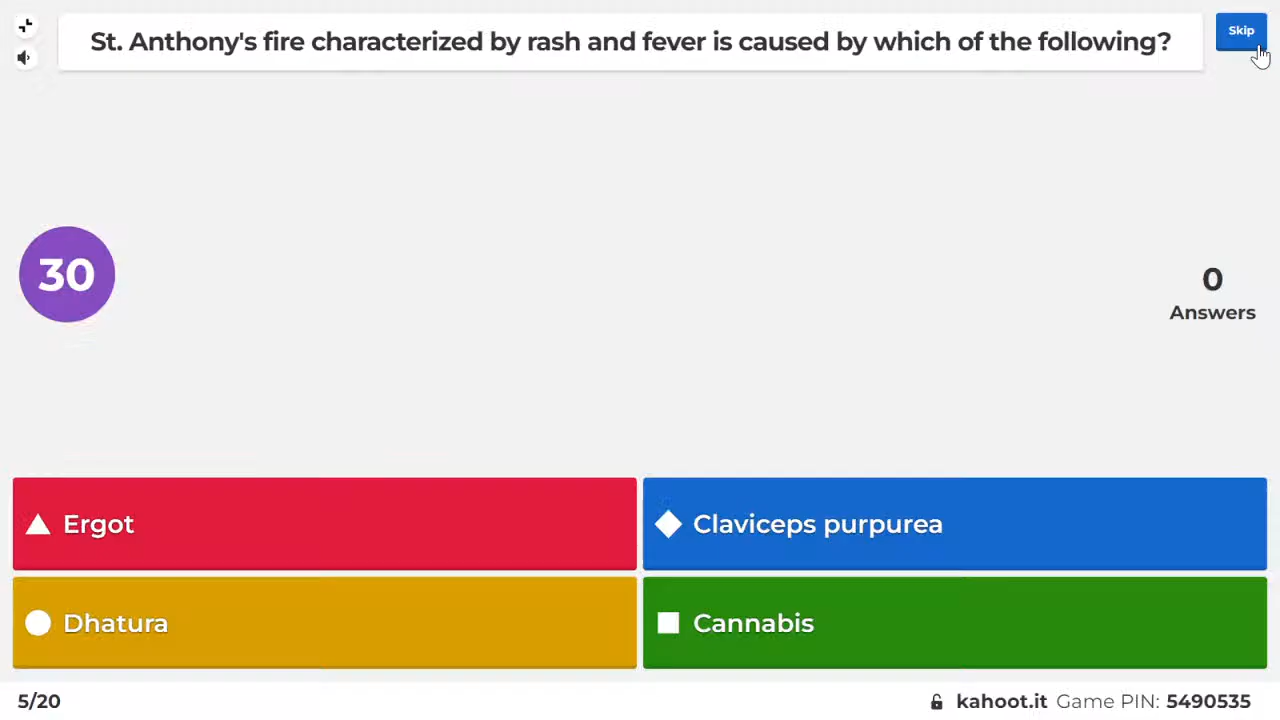 St. Anthony's fire characterized by rash and fever is caused by which of the following?
Skip
30
0
Answers
Ergot
Claviceps purpurea
Dhatura
Cannabis
5/20
kahoot.it Game PIN: 5490535